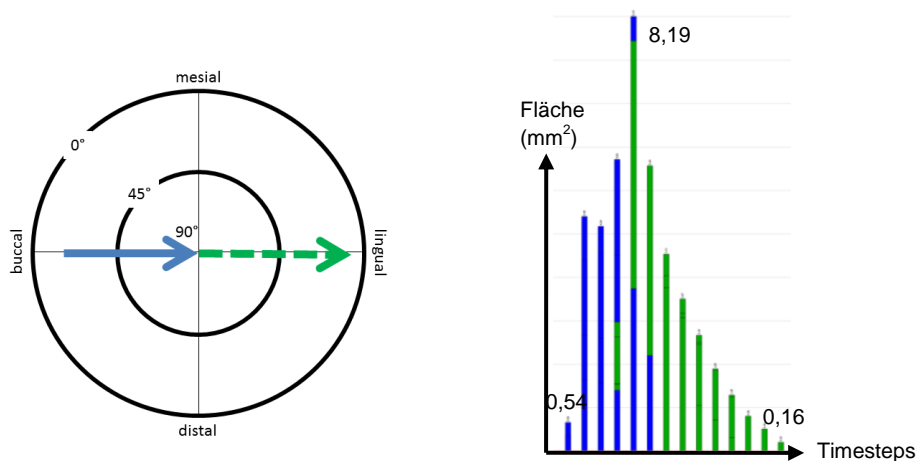 mesial
0°
45°
90°
buccal
lingual
distal
8,19
Fläche
(mm²)
0,54
0,16
Timesteps